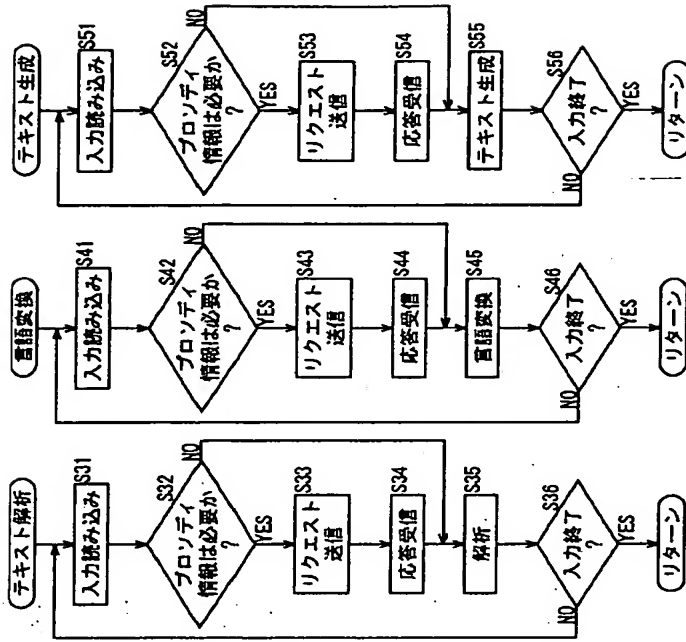 テキスト解析
入力読み込み
S31
プロソディ
情報は必要か
?
S32
NO
YES
リクエスト
送信
S33
応答受信
S34
解析
S35
入力終了
?
S36
NO
YES
リターン
言語変換
入力読み込み
S41
プロソディ
情報は必要か
?
S42
NO
YES
リクエスト
送信
S43
応答受信
S44
言語変換
S45
入力終了
?
S46
NO
YES
リターン
テキスト生成
入力読み込み
S51
プロソディ
情報は必要か
?
S52
NO
YES
リクエスト
送信
S53
応答受信
S54
テキスト生成
S55
入力終了
?
S56
NO
YES
リターン